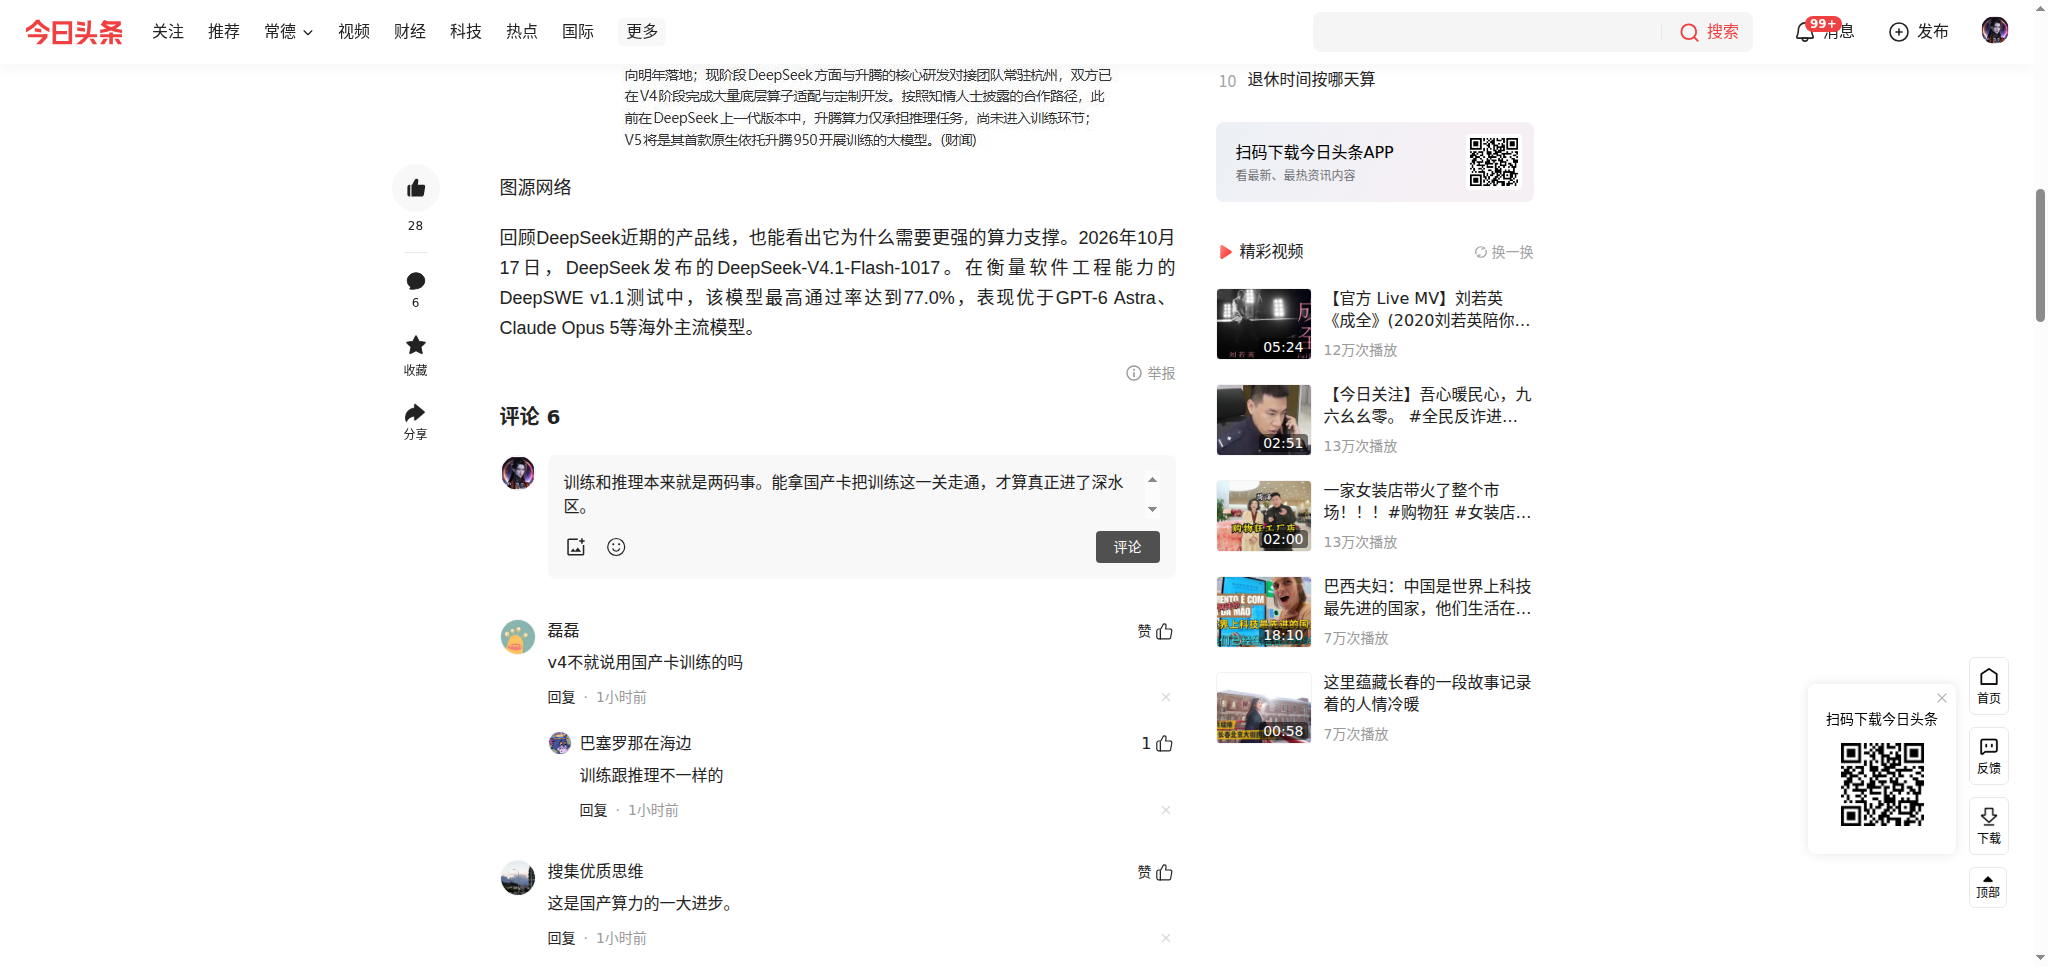 今日头条
关注 推荐 常德 视频 财经 科技 热点 国际 更多
搜索
99+
消息
发布
向明年落地；现阶段DeepSeek方面与升腾的核心研发对接团队常驻杭州，双方已
在V4阶段完成大量底层算子适配与定制开发。按照知情人士披露的合作路径，此
前在DeepSeek上一代版本中，升腾算力仅承担推理任务，尚未进入训练环节；
V5将是其首款原生依托升腾950开展训练的大模型。(财闻)
28
6
收藏
分享
图源网络
回顾DeepSeek近期的产品线，也能看出它为什么需要更强的算力支撑。2026年10月
17日，DeepSeek发布的DeepSeek-V4.1-Flash-1017。在衡量软件工程能力的
DeepSWE v1.1测试中，该模型最高通过率达到77.0%，表现优于GPT-6 Astra、
Claude Opus 5等海外主流模型。
举报
评论 6
训练和推理本来就是两码事。能拿国产卡把训练这一关走通，才算真正进了深水
区。
评论
磊磊
赞
v4不就说用国产卡训练的吗
回复 · 1小时前
巴塞罗那在海边
1
训练跟推理不一样的
回复 · 1小时前
搜集优质思维
赞
这是国产算力的一大进步。
回复 · 1小时前
10 退休时间按哪天算
扫码下载今日头条APP
看最新、最热资讯内容
精彩视频
换一换
05:24
【官方 Live MV】刘若英
《成全》(2020刘若英陪你...
12万次播放
02:51
【今日关注】吾心暖民心，九
六幺幺零。 #全民反诈进...
13万次播放
购物狂工厂店
02:00
一家女装店带火了整个市
场！！！#购物狂 #女装店...
13万次播放
18:10
巴西夫妇：中国是世界上科技
最先进的国家，他们生活在...
7万次播放
00:58
这里蕴藏长春的一段故事记录
着的人情冷暖
7万次播放
扫码下载今日头条
首页
反馈
下载
顶部